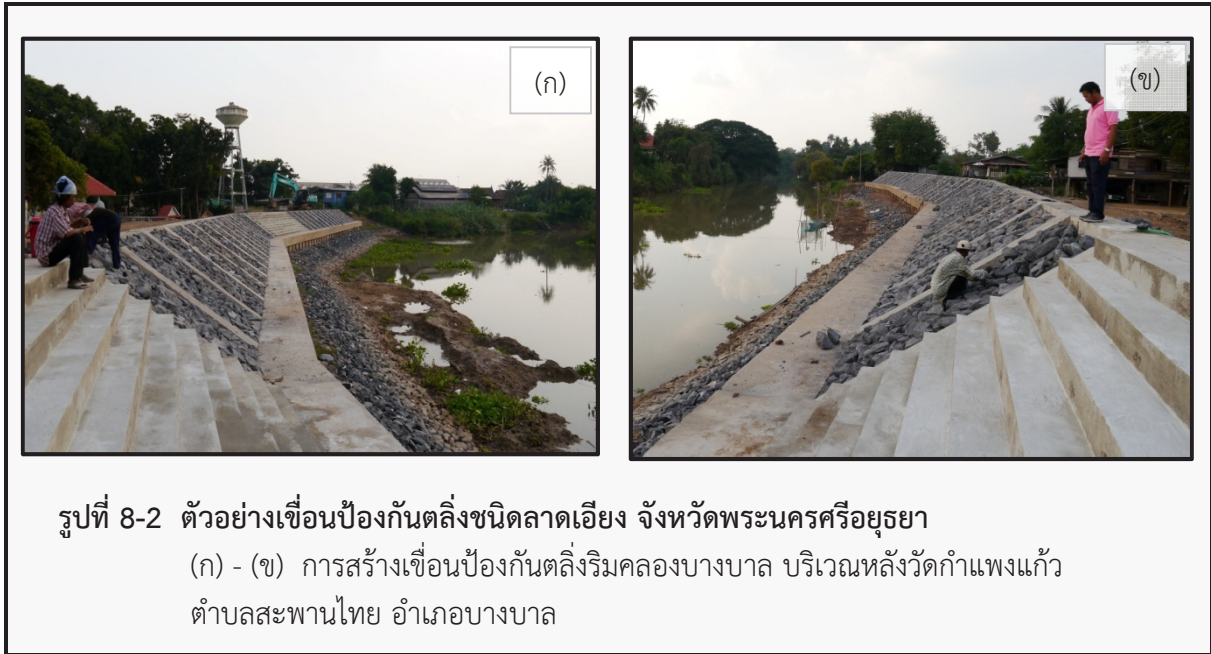 (ก)
(ข)
รูปที่ 8-2 ตัวอย่างเขื่อนป้องกันตลิ่งชนิดลาดเอียง จังหวัดพระนครศรีอยุธยา
(ก) - (ข) การสร้างเขื่อนป้องกันตลิ่งริมคลองบางบาล บริเวณหลังวัดกำแพงแก้ว
ตำบลสะพานไทย อำเภอบางบาล